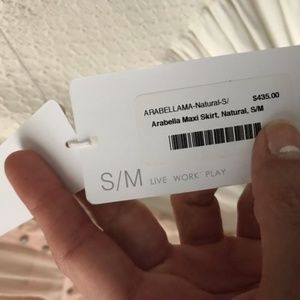 ARABELLAMA-Natural-S/ $435.00
Arabella Maxi Skirt, Natural, S/M
S/M LIVE WORK PLAY